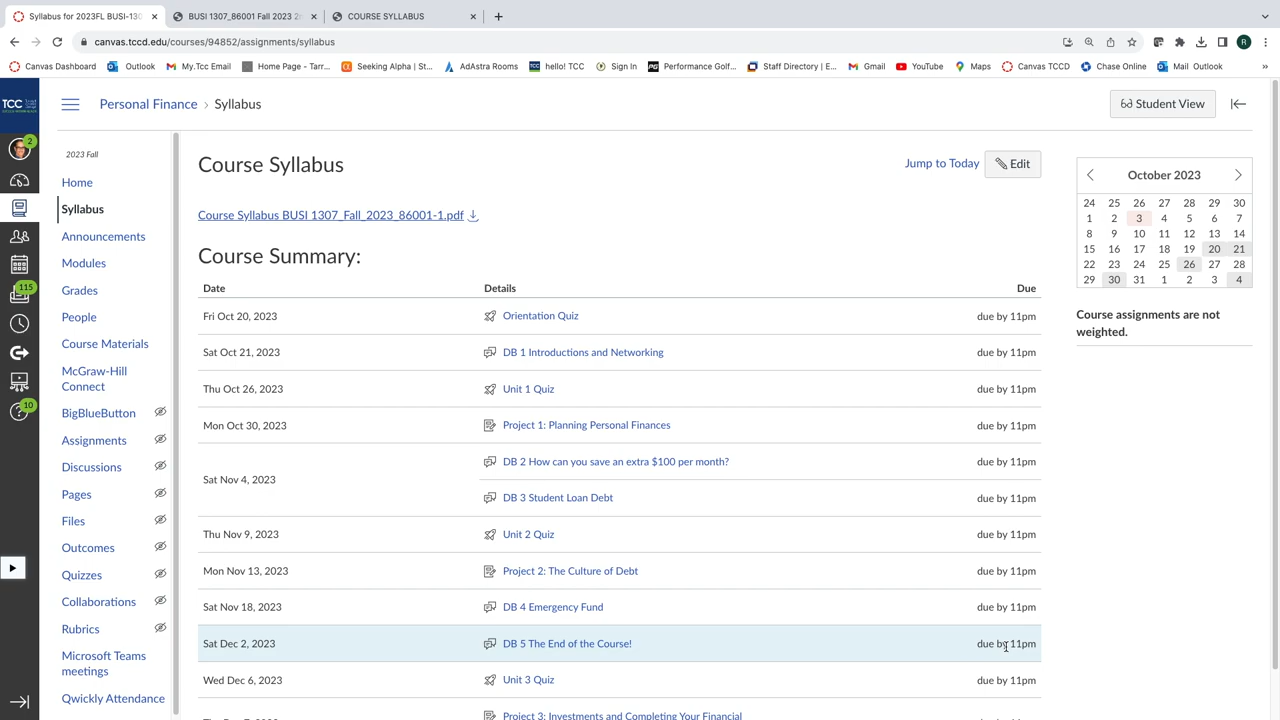 Syllabus for 2023FL BUSI-130
BUSI 1307_86001 Fall 2023 2n
COURSE SYLLABUS
canvas.tccd.edu/courses/94852/assignments/syllabus
R
Canvas Dashboard
Outlook
My.Tcc Email
Home Page - Tarr...
Seeking Alpha | St...
AdAstra Rooms
hello! TCC
Sign In
Performance Golf...
Staff Directory | E...
Gmail
YouTube
Maps
Canvas TCCD
Chase Online
Mail Outlook
»
TCC
Personal Finance › Syllabus
Student View
2
115
10
2023 Fall
Home
Syllabus
Announcements
Modules
Grades
People
Course Materials
McGraw-Hill
Connect
BigBlueButton
Assignments
Discussions
Pages
Files
Outcomes
Quizzes
Collaborations
Rubrics
Microsoft Teams
meetings
Qwickly Attendance
Course Syllabus
Jump to Today
Edit
Course Syllabus BUSI 1307_Fall_2023_86001-1.pdf
Course Summary:
Date Details Due
Fri Oct 20, 2023 Orientation Quiz due by 11pm
Sat Oct 21, 2023 DB 1 Introductions and Networking due by 11pm
Thu Oct 26, 2023 Unit 1 Quiz due by 11pm
Mon Oct 30, 2023 Project 1: Planning Personal Finances due by 11pm
Sat Nov 4, 2023 DB 2 How can you save an extra $100 per month? due by 11pm
DB 3 Student Loan Debt due by 11pm
Thu Nov 9, 2023 Unit 2 Quiz due by 11pm
Mon Nov 13, 2023 Project 2: The Culture of Debt due by 11pm
Sat Nov 18, 2023 DB 4 Emergency Fund due by 11pm
Sat Dec 2, 2023 DB 5 The End of the Course! due by 11pm
Wed Dec 6, 2023 Unit 3 Quiz due by 11pm
Project 3: Investments and Completing Your Financial
October 2023
24 25 26 27 28 29 30
1 2 3 4 5 6 7
8 9 10 11 12 13 14
15 16 17 18 19 20 21
22 23 24 25 26 27 28
29 30 31 1 2 3 4
Course assignments are not
weighted.